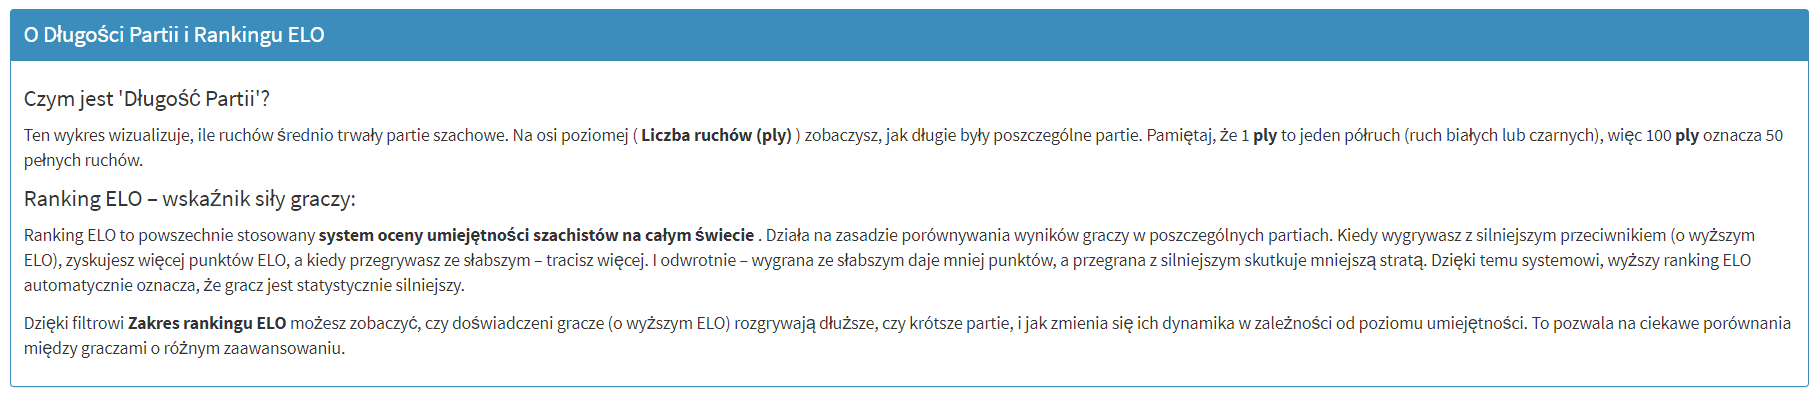 O Długości Partii i Rankingu ELO
Czym jest 'Długość Partii'?
Ten wykres wizualizuje, ile ruchów średnio trwały partie szachowe. Na osi poziomej ( Liczba ruchów (ply) ) zobaczysz, jak długie były poszczególne partie. Pamiętaj, że 1 ply to jeden półruch (ruch białych lub czarnych), więc 100 ply oznacza 50
pełnych ruchów.
Ranking ELO – wskaźnik siły graczy:
Ranking ELO to powszechnie stosowany system oceny umiejętności szachistów na całym świecie . Działa na zasadzie porównywania wyników graczy w poszczególnych partiach. Kiedy wygrywasz z silniejszym przeciwnikiem (o wyższym
ELO), zyskujesz więcej punktów ELO, a kiedy przegrywasz ze słabszym – tracisz więcej. I odwrotnie – wygrana ze słabszym daje mniej punktów, a przegrana z silniejszym skutkuje mniejszą stratą. Dzięki temu systemowi, wyższy ranking ELO
automatycznie oznacza, że gracz jest statystycznie silniejszy.
Dzięki filtrowi Zakres rankingu ELO możesz zobaczyć, czy doświadczeni gracze (o wyższym ELO) rozgrywają dłuższe, czy krótsze partie, i jak zmienia się ich dynamika w zależności od poziomu umiejętności. To pozwala na ciekawe porównania
między graczami o różnym zaawansowaniu.